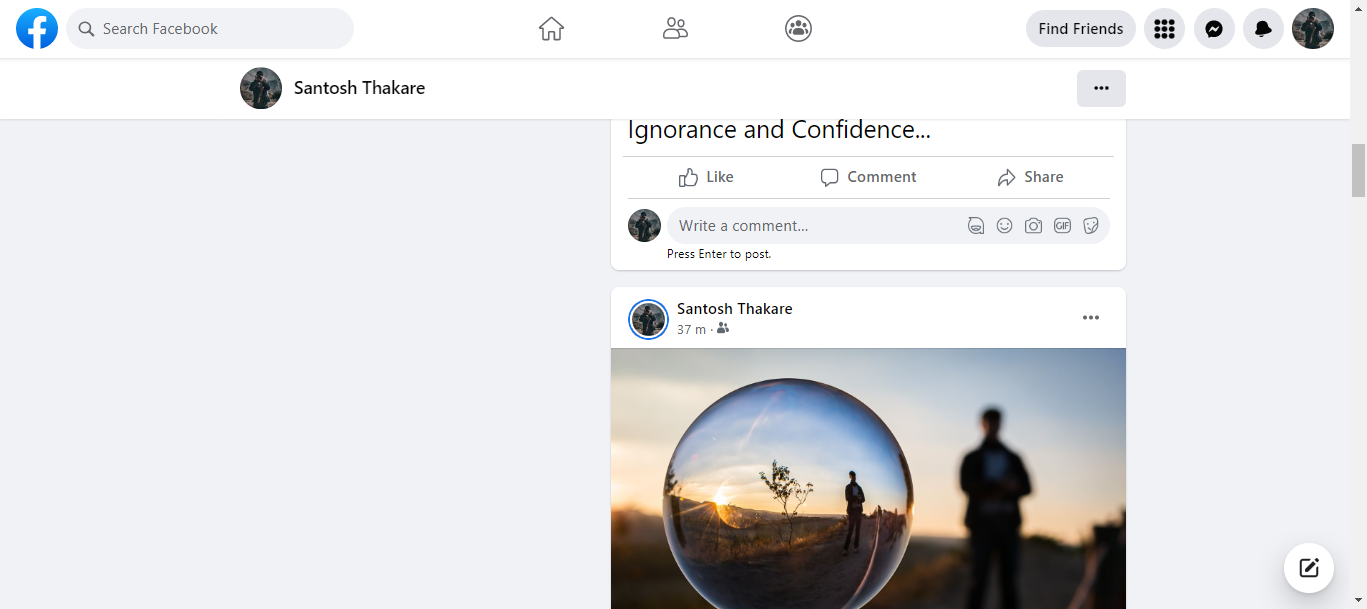 Search Facebook
Find Friends
Santosh Thakare
Ignorance and Confidence...
Like Comment Share
Write a comment...
GIF
Press Enter to post.
Santosh Thakare
37 m ·